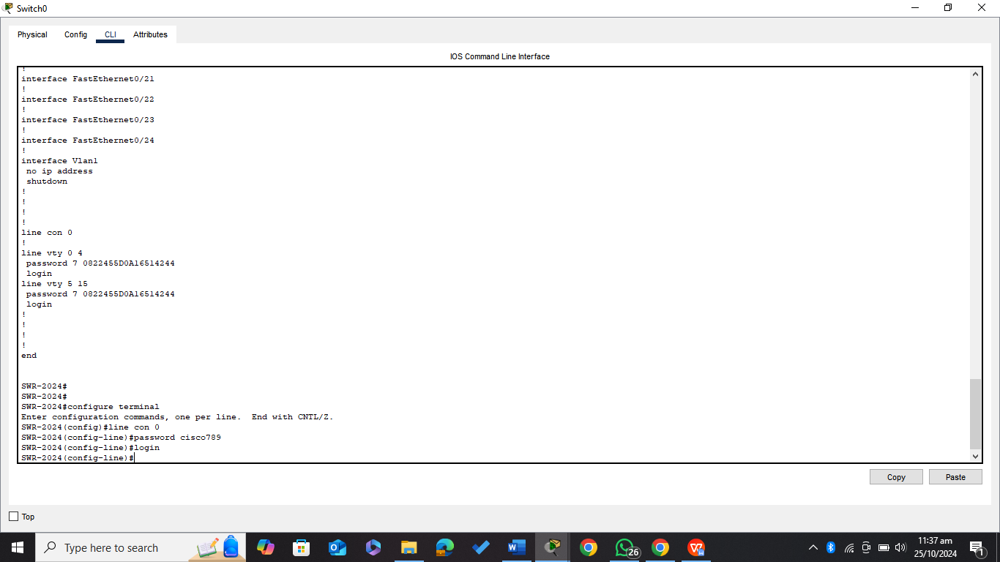 Switch0
Physical Config CLI Attributes
IOS Command Line Interface
!
interface FastEthernet0/21
!
interface FastEthernet0/22
!
interface FastEthernet0/23
!
interface FastEthernet0/24
!
interface Vlan1
no ip address
shutdown
!
!
!
!
line con 0
!
line vty 0 4
password 7 0822455D0A16514244
login
line vty 5 15
password 7 0822455D0A16514244
login
!
!
!
!
end
SWR-2024#
SWR-2024#
SWR-2024#configure terminal
Enter configuration commands, one per line. End with CNTL/Z.
SWR-2024(config)#line con 0
SWR-2024(config-line)#password cisco789
SWR-2024(config-line)#login
SWR-2024(config-line)#
Copy Paste
Top
Type here to search
26
11:37 am
25/10/2024
1